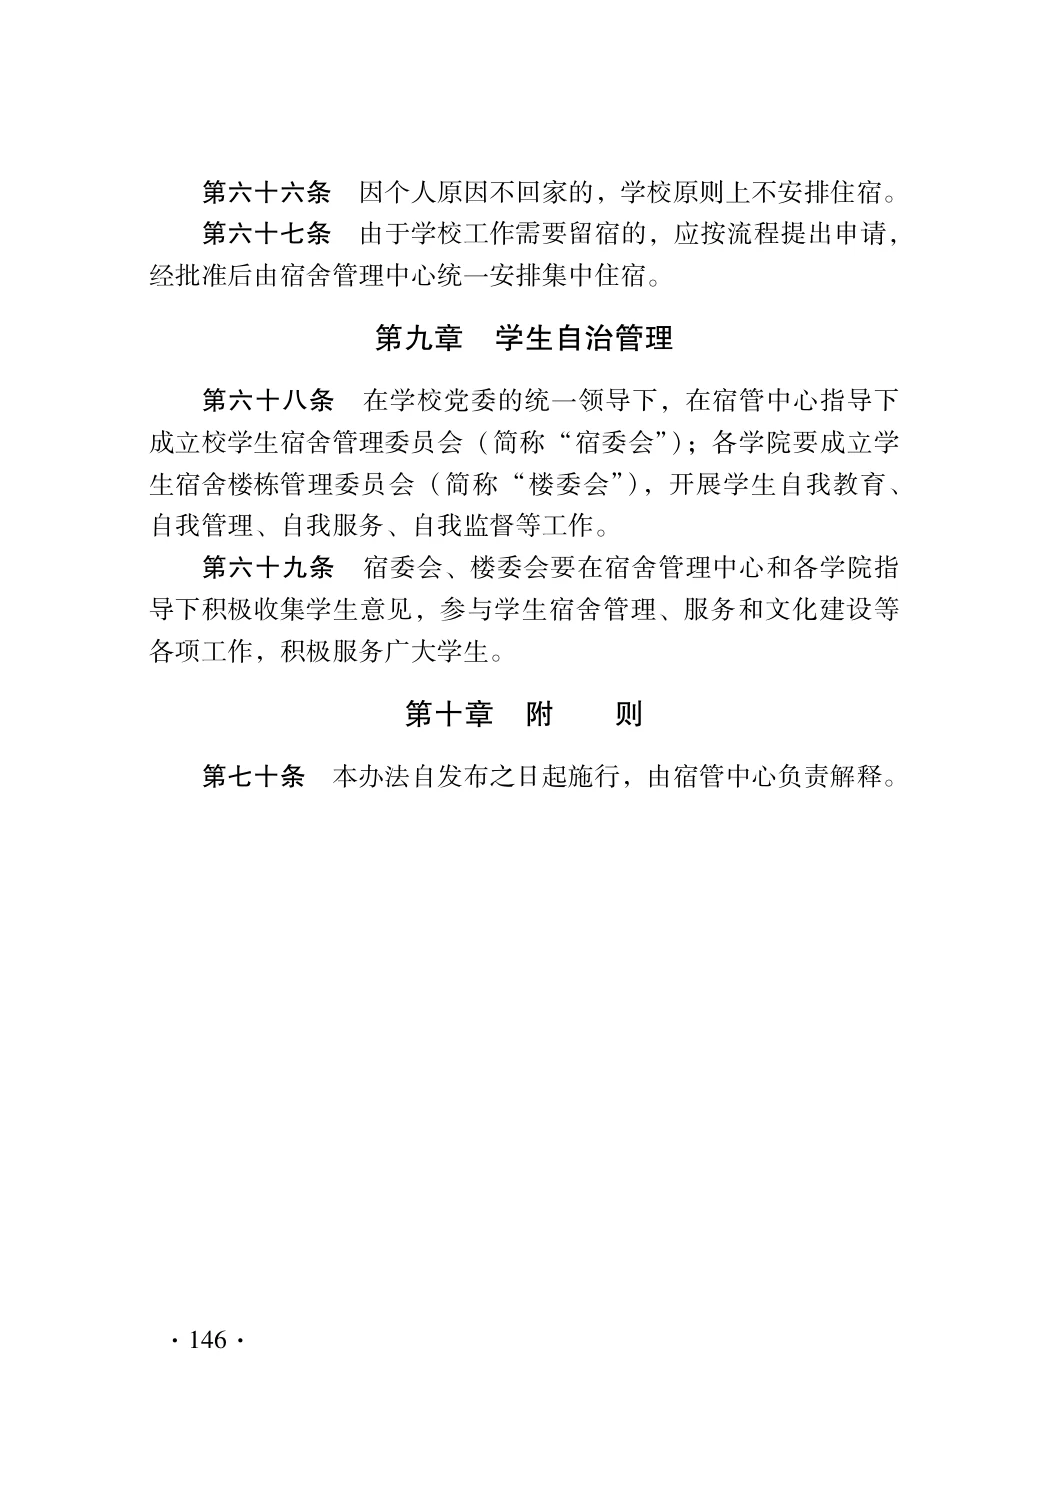 第六十六条　因个人原因不回家的，学校原则上不安排住宿。
第六十七条　由于学校工作需要留宿的，应按流程提出申请，
经批准后由宿舍管理中心统一安排集中住宿。
第九章　学生自治管理
第六十八条　在学校党委的统一领导下，在宿管中心指导下
成立校学生宿舍管理委员会（简称“宿委会”）；各学院要成立学
生宿舍楼栋管理委员会（简称“楼委会”），开展学生自我教育、
自我管理、自我服务、自我监督等工作。
第六十九条　宿委会、楼委会要在宿舍管理中心和各学院指
导下积极收集学生意见，参与学生宿舍管理、服务和文化建设等
各项工作，积极服务广大学生。
第十章　附　　则
第七十条　本办法自发布之日起施行，由宿管中心负责解释。
· 146 ·